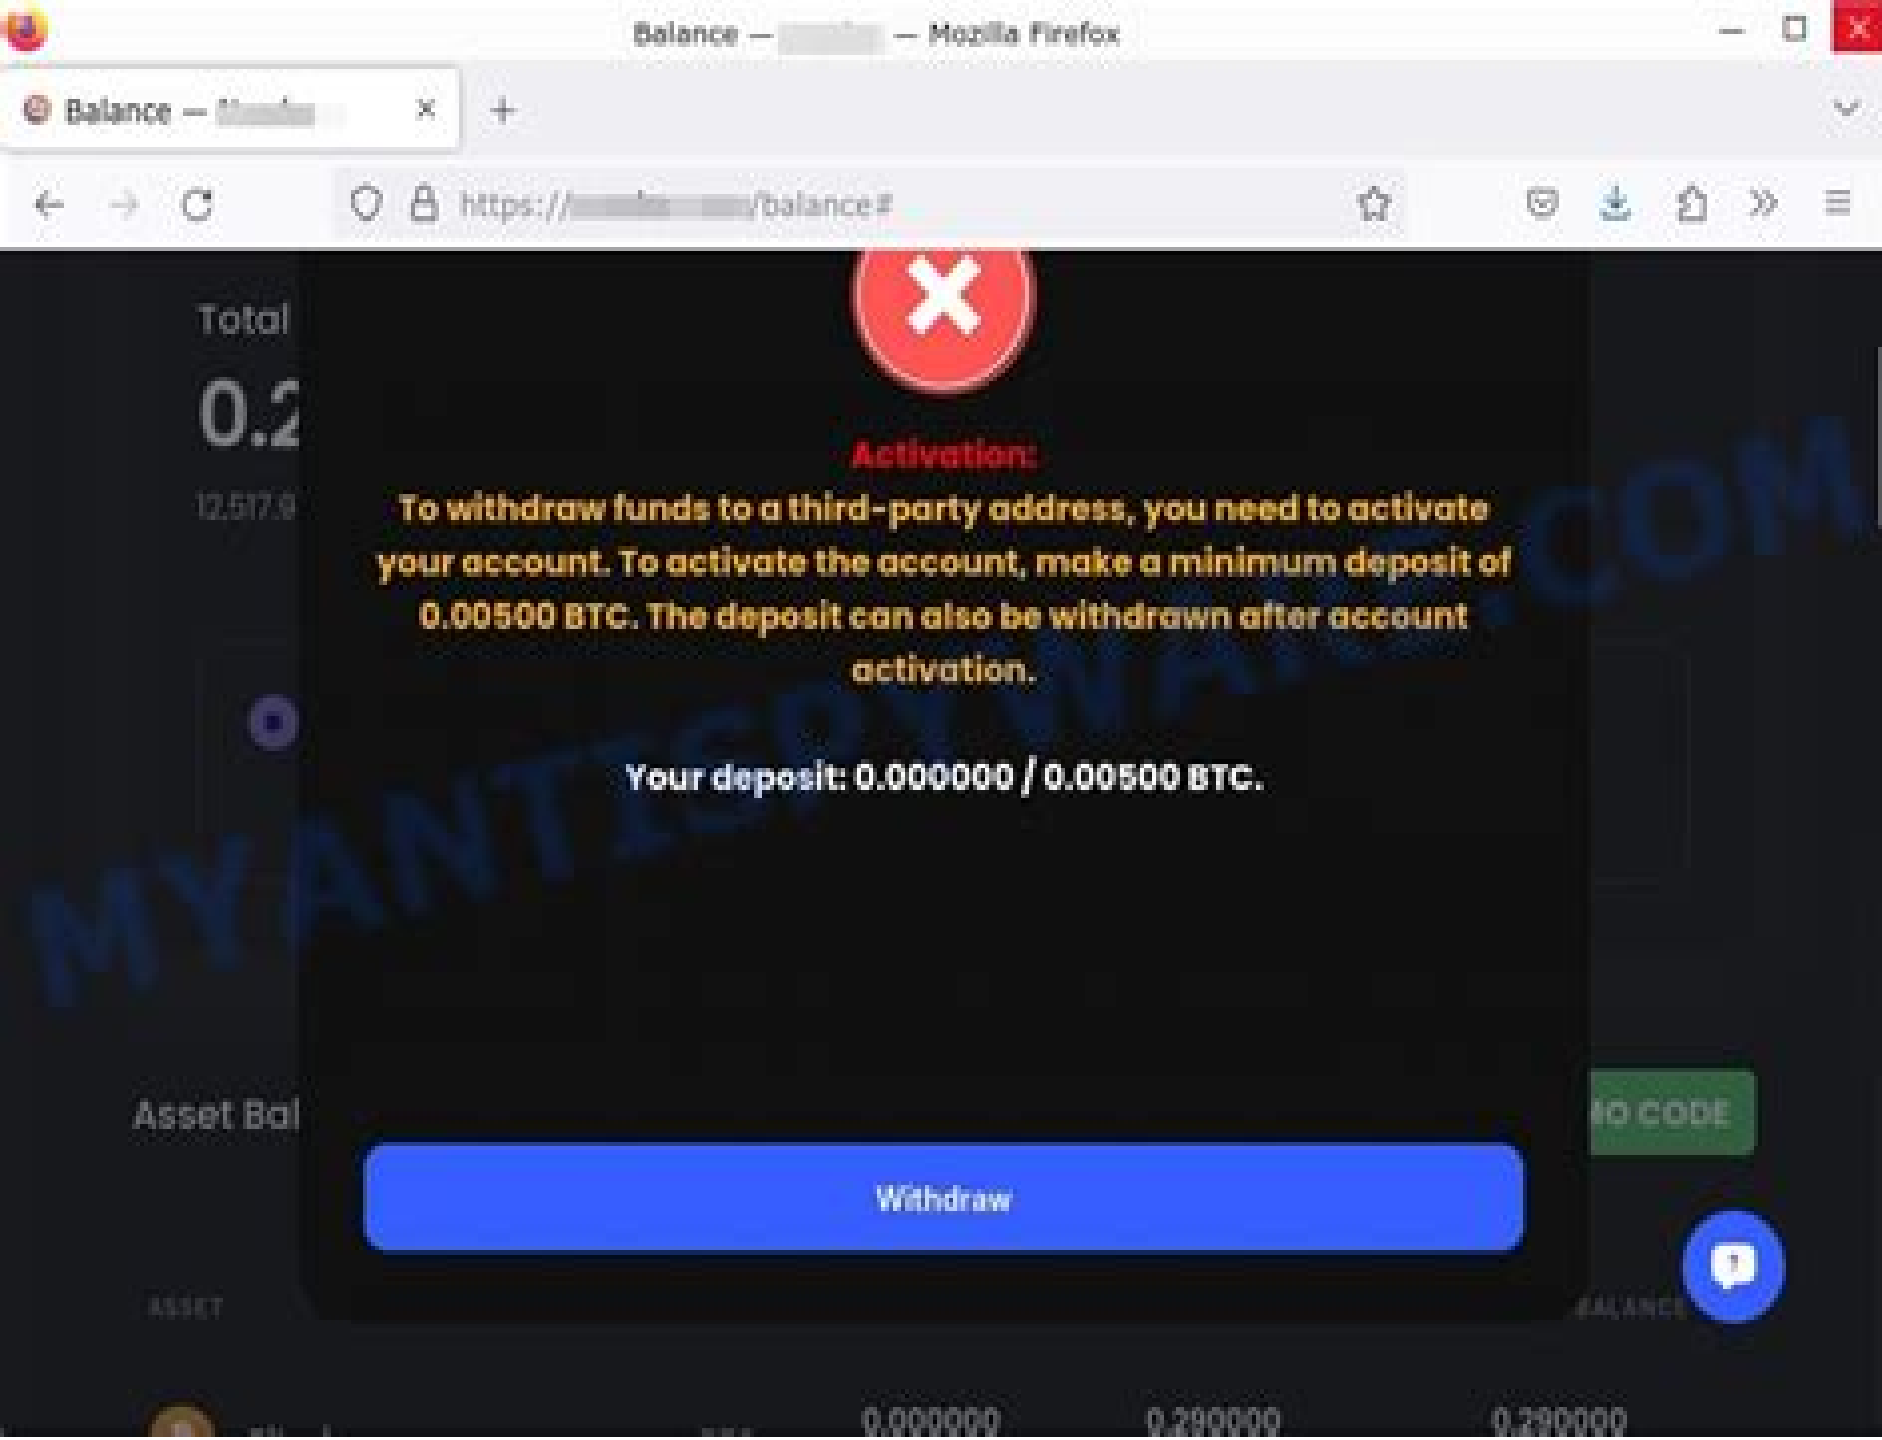 Balance — — Mozilla Firefox
Balance —
https:// /balance#
Total
0.2
12,517.9
Activation:
To withdraw funds to a third-party address, you need to activate
your account. To activate the account, make a minimum deposit of
0.00500 BTC. The deposit can also be withdrawn after account
activation.
Your deposit: 0.000000 / 0.00500 BTC.
MYANTISPYWARE.COM
Asset Bal
MO CODE
Withdraw
ASSET
BALANCE
0.000000 0.290000 0.290000